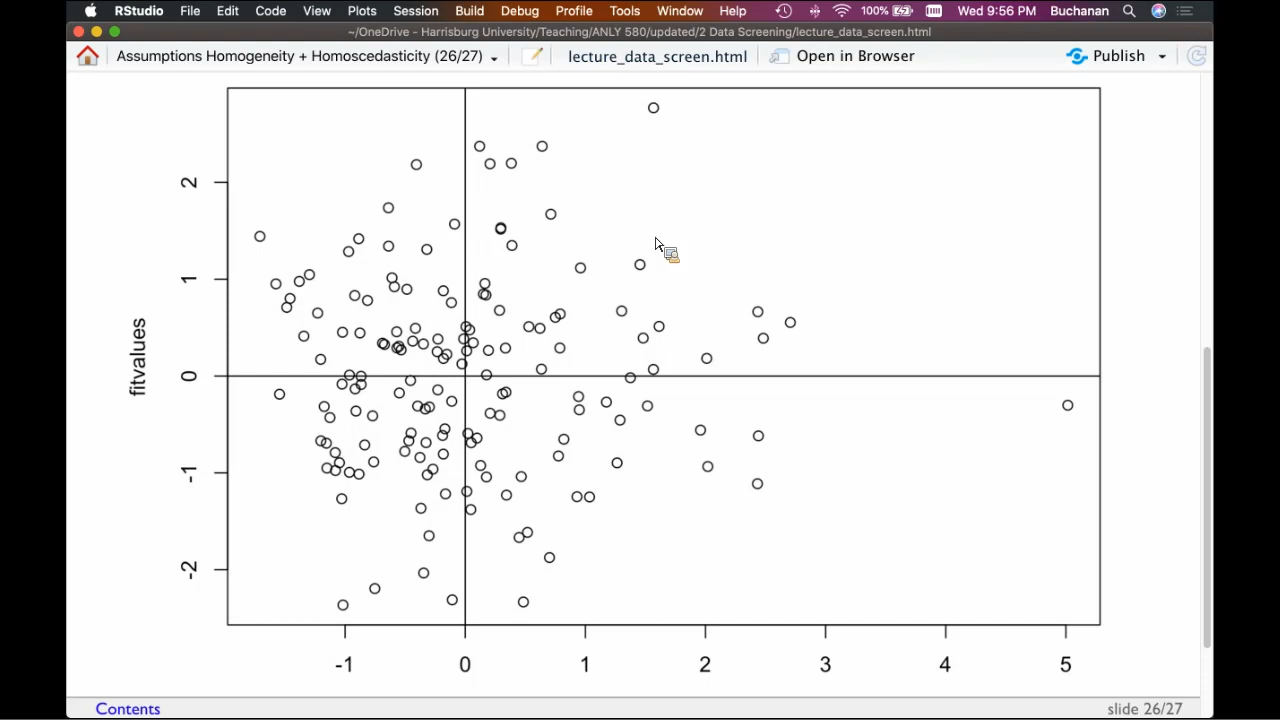 RStudio File Edit Code View Plots Session Build Debug Profile Tools Window Help 100% Wed 9:56 PM Buchanan
~/OneDrive - Harrisburg University/Teaching/ANLY 580/updated/2 Data Screening/lecture_data_screen.html
Assumptions Homogeneity + Homoscedasticity (26/27) lecture_data_screen.html Open in Browser Publish
fitvalues
2
1
0
-1
-2
-1 0 1 2 3 4 5
Contents slide 26/27